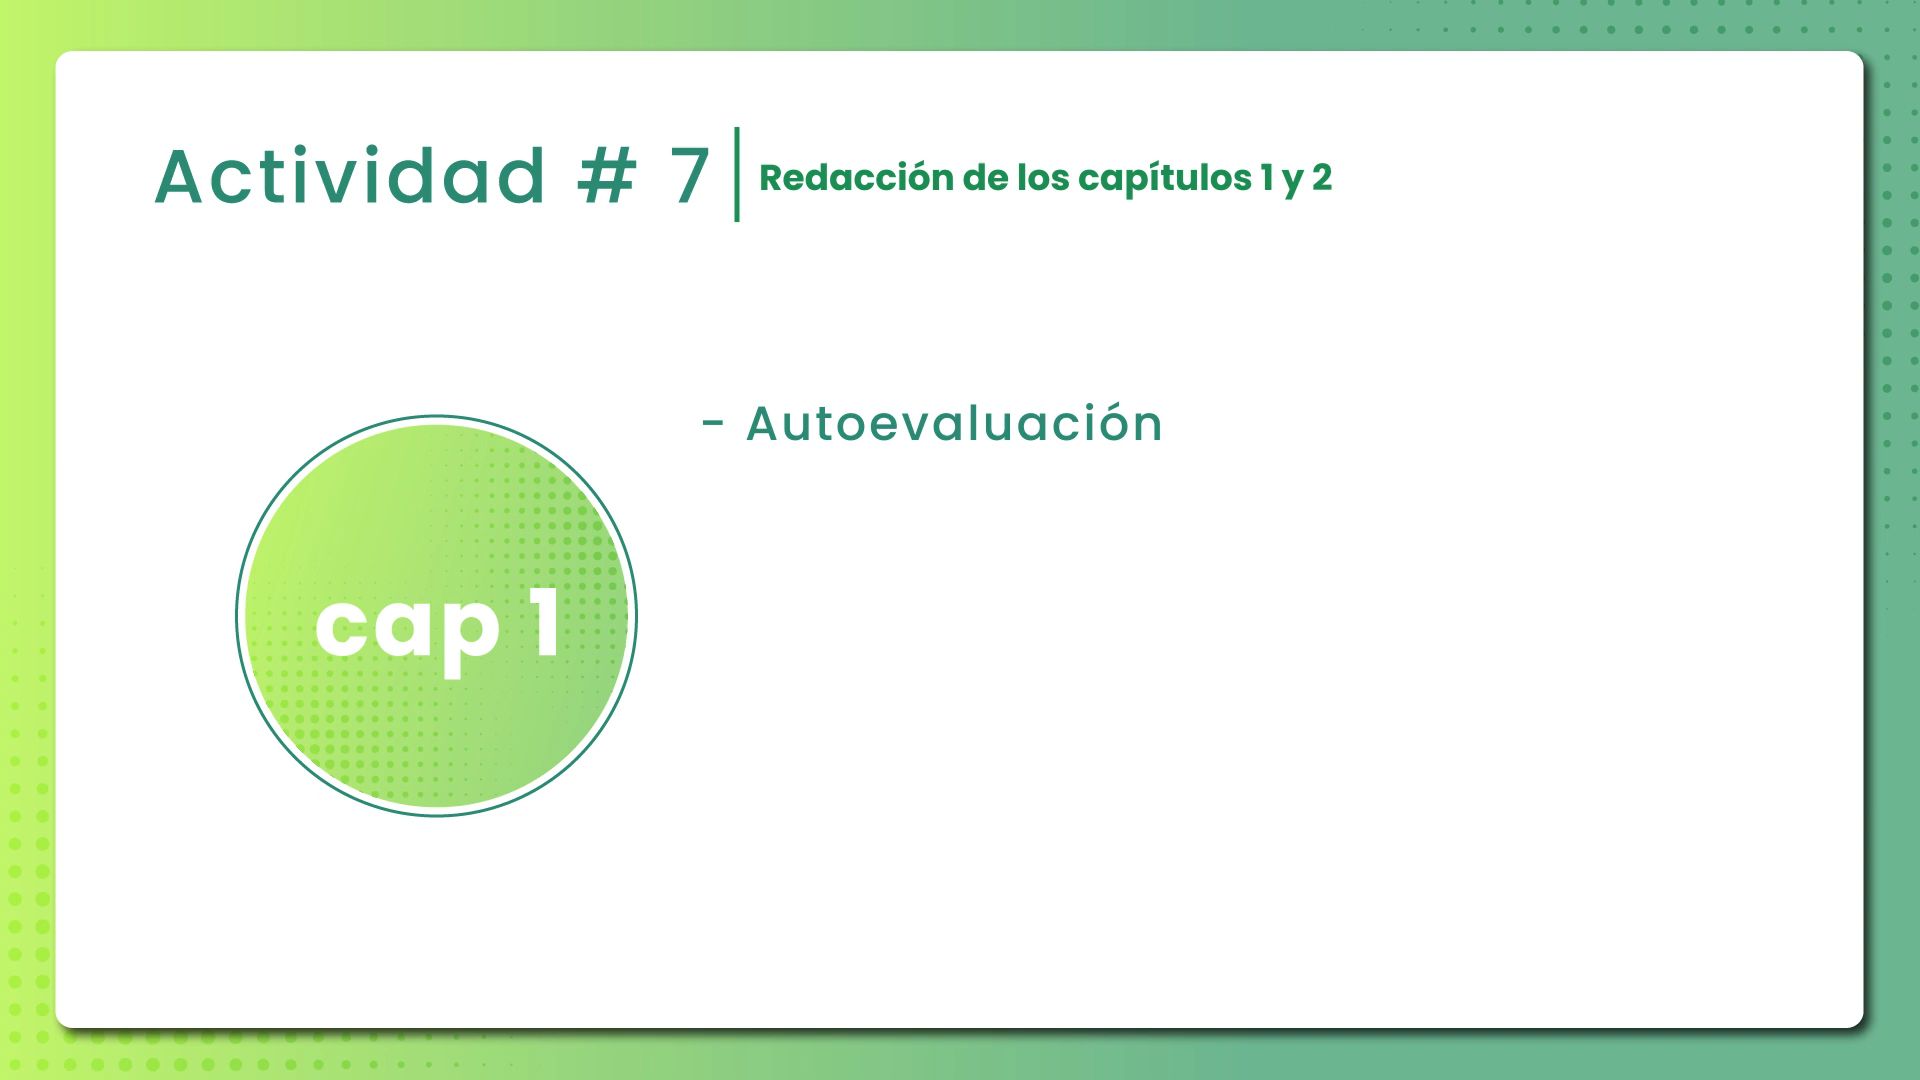 Actividad # 7
Redacción de los capítulos 1 y 2
- Autoevaluación
cap 1